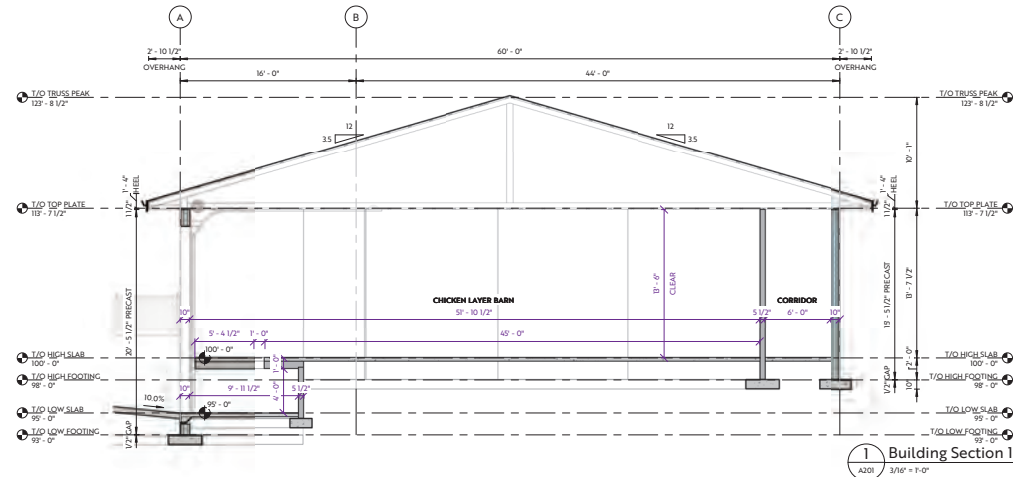 A
B
C
2' - 10 1/2"
60' - 0"
2' - 10 1/2"
OVERHANG
OVERHANG
16' - 0"
44' - 0"
T/O TRUSS PEAK
123' - 8 1/2"
T/O TRUSS PEAK
123' - 8 1/2"
12
3.5
12
3.5
10' - 1"
1' - 4"
HEEL
1' - 4"
HEEL
1 1/2"
1 1/2"
T/O TOP PLATE
113' - 7 1/2"
T/O TOP PLATE
113' - 7 1/2"
20' - 5 1/2" PRECAST
13' - 6"
CLEAR
15' - 5 1/2" PRECAST
13' - 7 1/2"
CHICKEN LAYER BARN
CORRIDOR
10"
51' - 10 1/2"
5 1/2"
6' - 0"
10"
5' - 4 1/2"
1' - 0"
45' - 0"
100' - 0"
T/O HIGH SLAB
100' - 0"
T/O HIGH SLAB
100' - 0"
1' - 0"
2' - 0"
T/O HIGH FOOTING
98' - 0"
T/O HIGH FOOTING
98' - 0"
10"
9' - 11 1/2"
5 1/2"
4' - 0"
1/2" GAP
10"
10.0%
95' - 0"
T/O LOW SLAB
95' - 0"
T/O LOW SLAB
95' - 0"
T/O LOW FOOTING
93' - 0"
T/O LOW FOOTING
93' - 0"
1/2" GAP
1
A201
Building Section 1
3/16" = 1'-0"